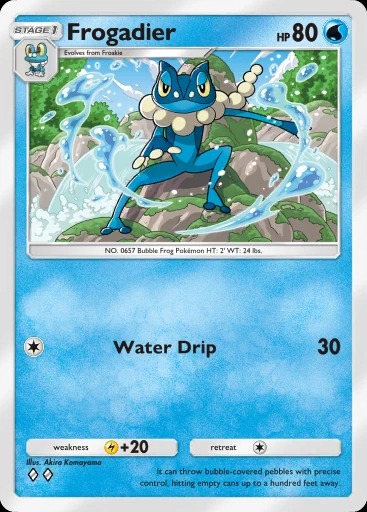 STAGE 1
Frogadier
HP 80
Evolves from Froakie
NO. 0657 Bubble Frog Pokémon HT: 2' WT: 24 lbs.
Water Drip 30
weakness +20
retreat
Illus. Akira Komayama
It can throw bubble-covered pebbles with precise
control, hitting empty cans up to a hundred feet away.